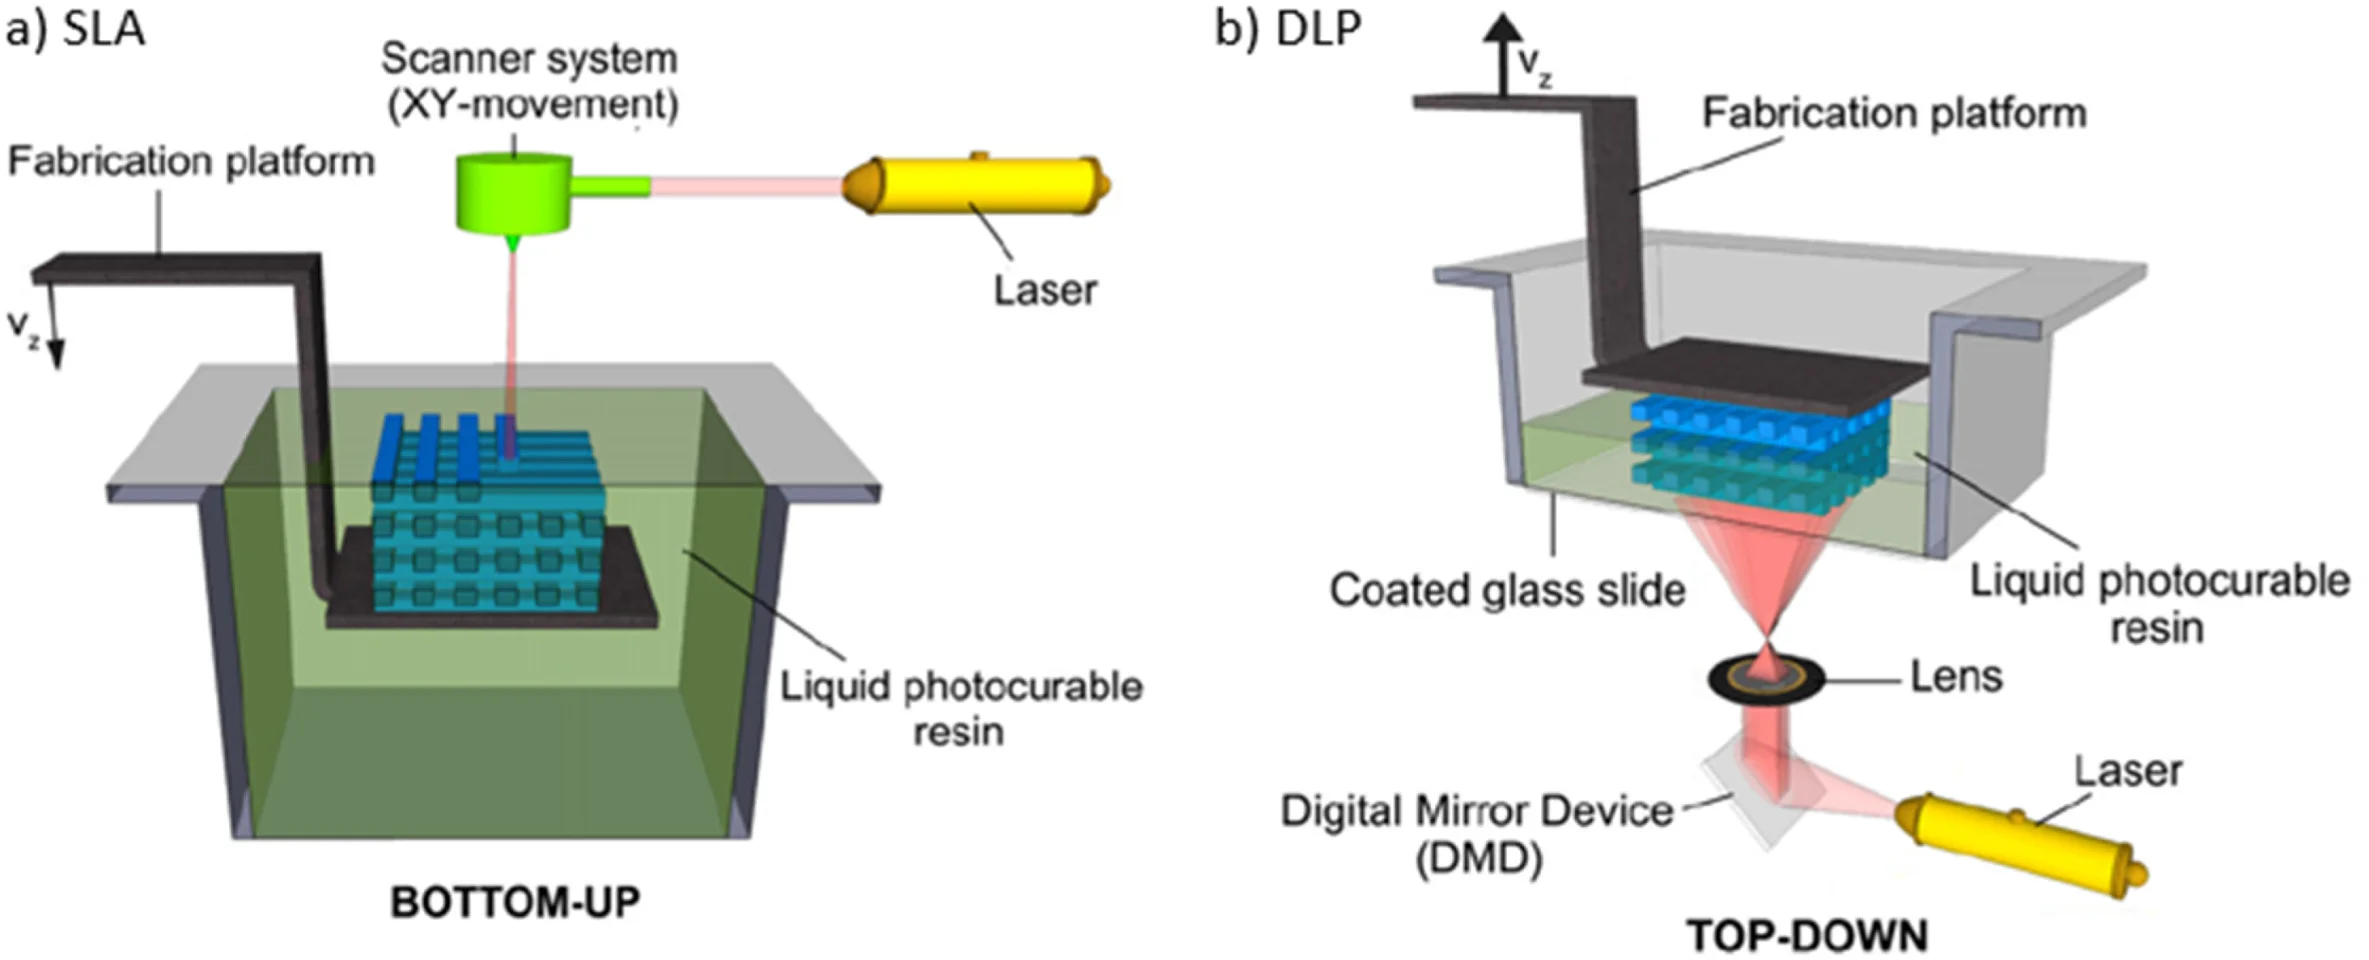 a) SLA
Scanner system
(XY-movement)
Fabrication platform
Laser
vz
Liquid photocurable
resin
BOTTOM-UP
b) DLP
vz
Fabrication platform
Coated glass slide
Liquid photocurable
resin
Lens
Laser
Digital Mirror Device
(DMD)
TOP-DOWN